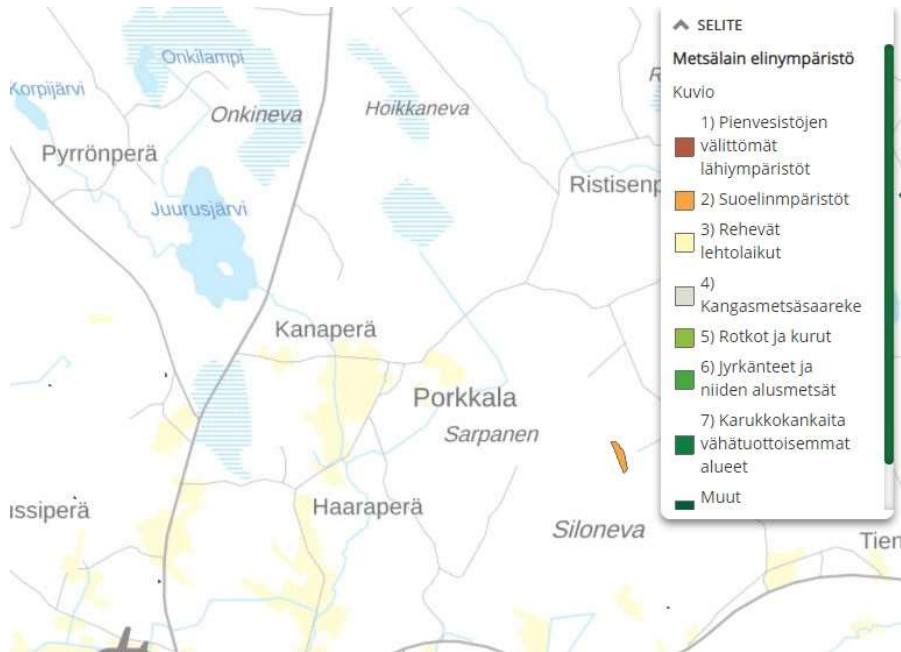 Onkilampi
Korpijärvi
Onkineva
Hoikkaneva
Pyrrönperä
Juurusjärvi
Ristisenp
R
Kanaperä
Porkkala
Sarpanen
Haaraperä
ussiperä
Siloneva
Tien
SELITE
Metsälain elinympäristö
Kuvio
1) Pienvesistöjen
välittömät
lähiympäristöt
2) Suoelinmpäristöt
3) Rehevät
lehtolaikut
4)
Kangasmetsäsaareke
5) Rotkot ja kurut
6) Jyrkänteet ja
niiden alusmetsät
7) Karukkokankaita
vähätuottoisemmat
alueet
Muut